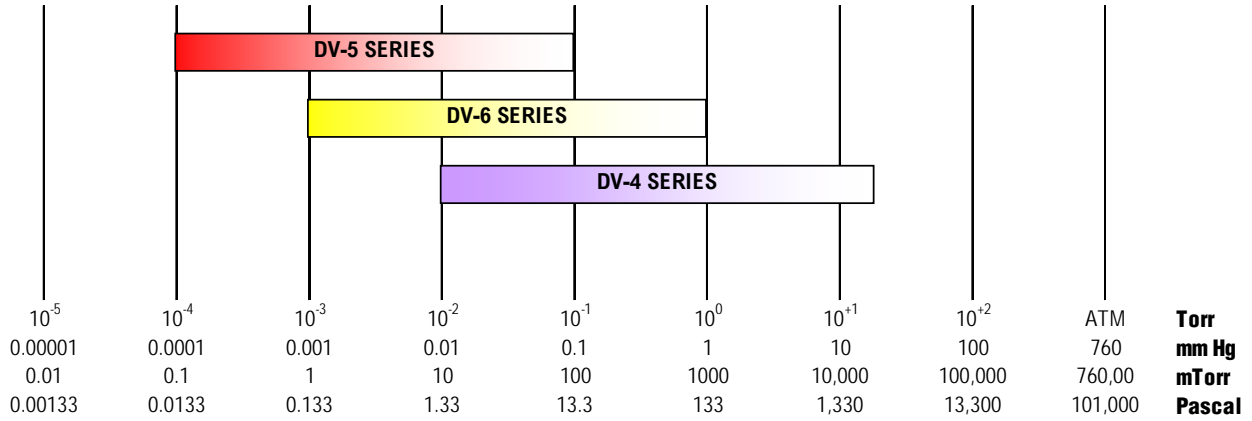 DV-5 SERIES
DV-6 SERIES
DV-4 SERIES
10⁻⁵ 10⁻⁴ 10⁻³ 10⁻² 10⁻¹ 10⁰ 10⁺¹ 10⁺² ATM Torr
0.00001 0.0001 0.001 0.01 0.1 1 10 100 760 mm Hg
0.01 0.1 1 10 100 1000 10,000 100,000 760,00 mTorr
0.00133 0.0133 0.133 1.33 13.3 133 1,330 13,300 101,000 Pascal